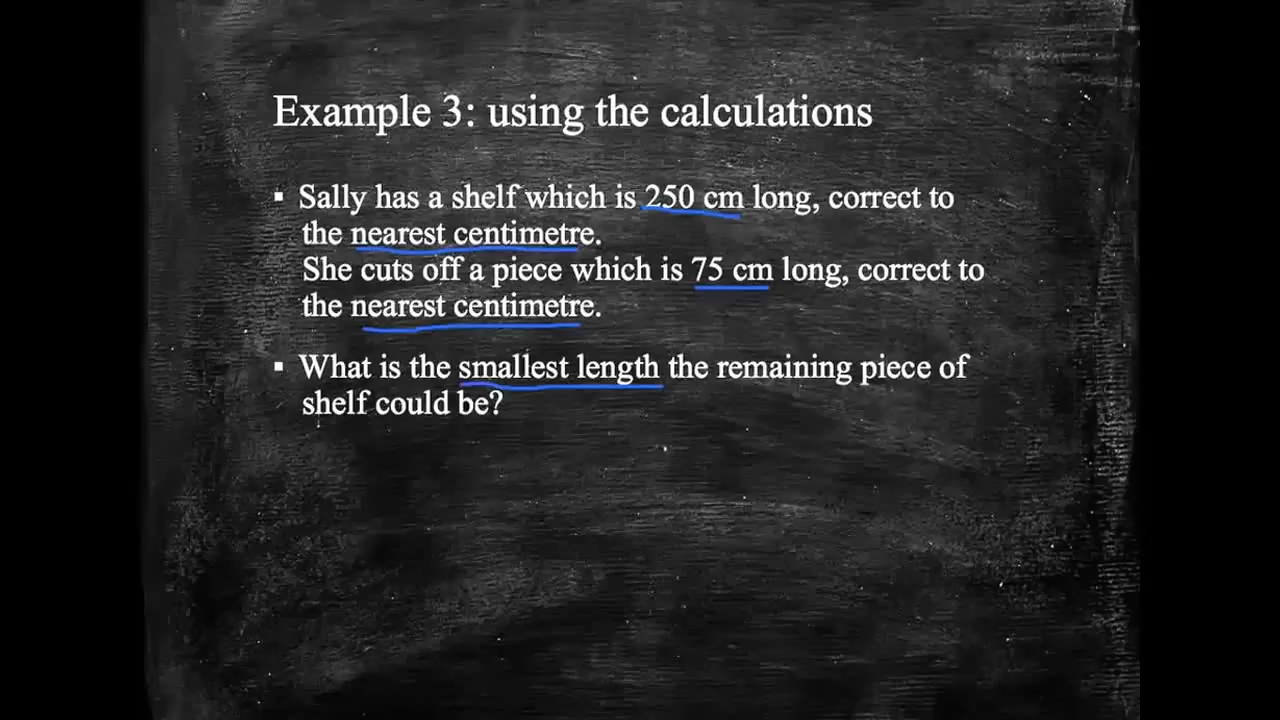 Example 3: using the calculations
▪ Sally has a shelf which is 250 cm long, correct to
the nearest centimetre.
She cuts off a piece which is 75 cm long, correct to
the nearest centimetre.
▪ What is the smallest length the remaining piece of
shelf could be?